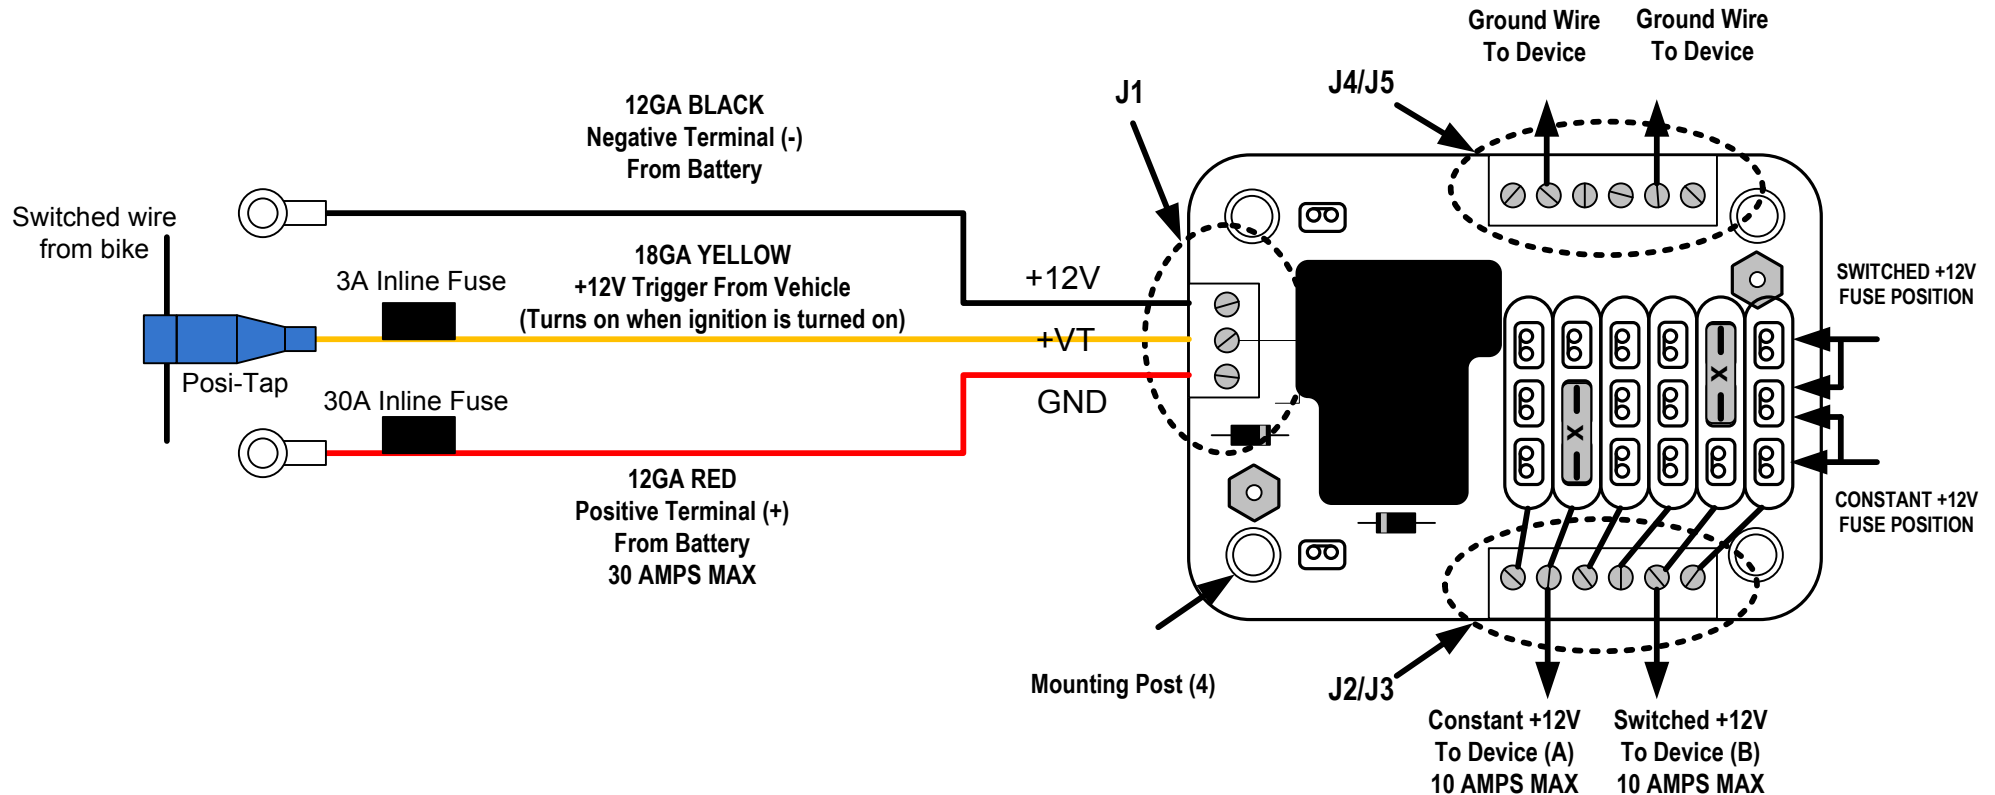 Ground Wire
To Device
Ground Wire
To Device
J4/J5
J1
12GA BLACK
Negative Terminal (-)
From Battery
Switched wire
from bike
18GA YELLOW
+12V Trigger From Vehicle
(Turns on when ignition is turned on)
3A Inline Fuse
+12V
+VT
GND
SWITCHED +12V
FUSE POSITION
Posi-Tap
30A Inline Fuse
X
X
12GA RED
Positive Terminal (+)
From Battery
30 AMPS MAX
CONSTANT +12V
FUSE POSITION
Mounting Post (4)
J2/J3
Constant +12V
To Device (A)
10 AMPS MAX
Switched +12V
To Device (B)
10 AMPS MAX